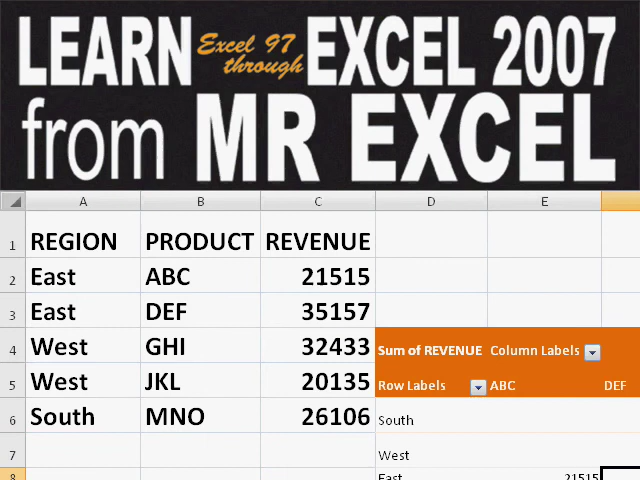 LEARN Excel 97 through EXCEL 2007
from MR EXCEL
A B C D E
1 REGION PRODUCT REVENUE
2 East ABC 21515
3 East DEF 35157
4 West GHI 32433 Sum of REVENUE Column Labels
5 West JKL 20135 Row Labels ABC DEF
6 South MNO 26106 South
7 West
8 East 21515